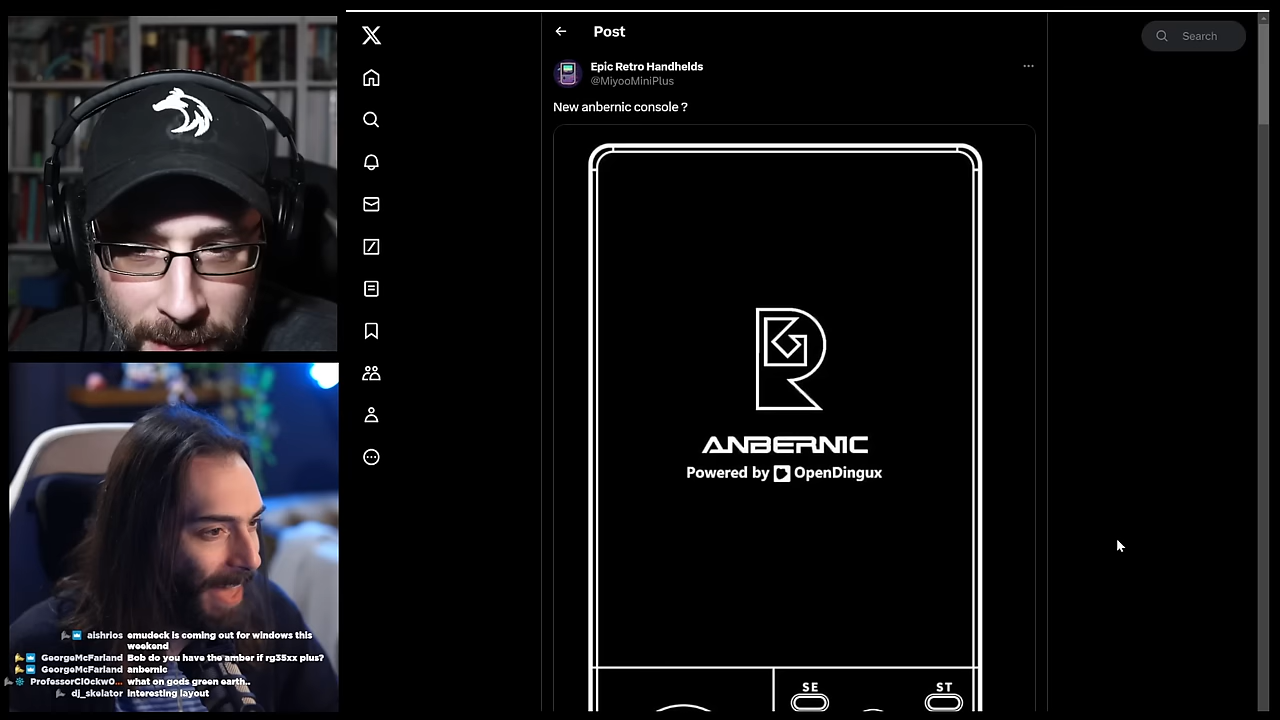 Post
Search
Epic Retro Handhelds
@MiyooMiniPlus
New anbernic console ?
ANBERNIC
Powered by OpenDingux
SE
ST
aishrios emudeck is coming out for windows this
weekend
GeorgeMcFarland Bob do you have the amber if rg35xx plus?
GeorgeMcFarland anbernic
ProfessorClOckwO... what on gods green earth..
dj_skelator interesting layout